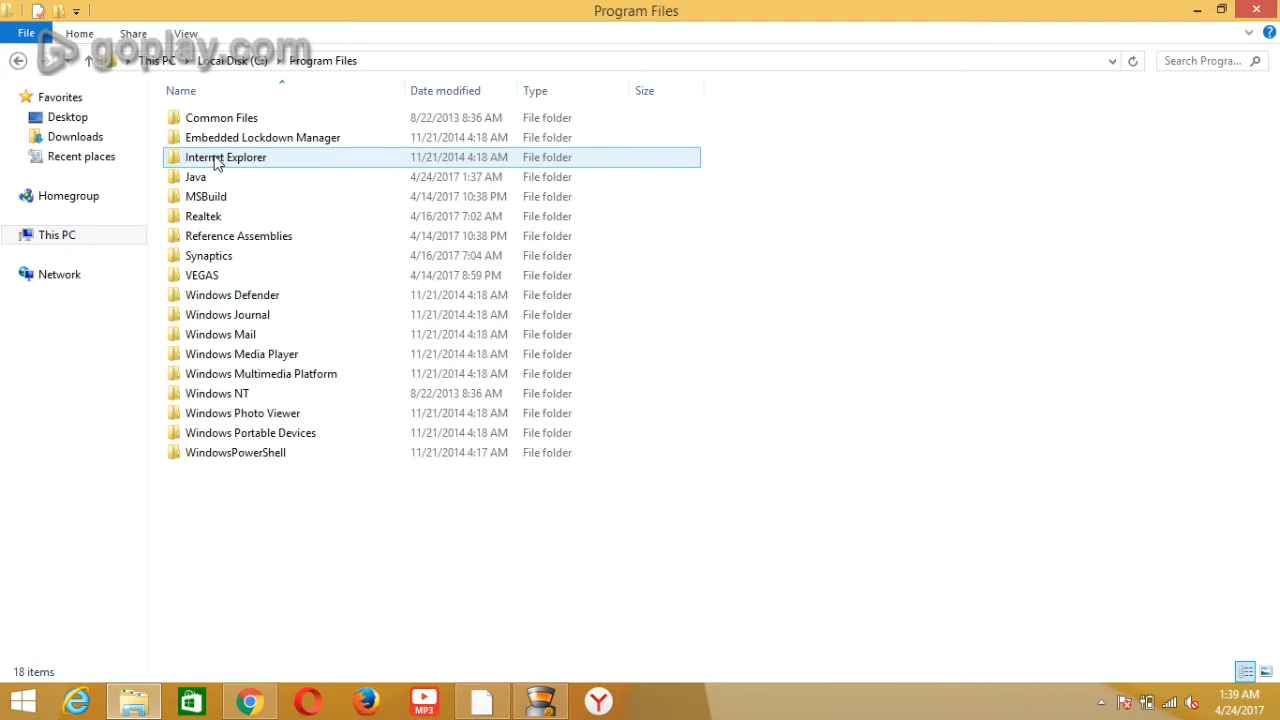 Program Files
File Home Share View
goplay.com
This PC Local Disk (C:) Program Files
Search Progra...
Name Date modified Type Size
Favorites
Desktop
Downloads
Recent places
Homegroup
This PC
Network
Common Files 8/22/2013 8:36 AM File folder
Embedded Lockdown Manager 11/21/2014 4:18 AM File folder
Internet Explorer 11/21/2014 4:18 AM File folder
Java 4/24/2017 1:37 AM File folder
MSBuild 4/14/2017 10:38 PM File folder
Realtek 4/16/2017 7:02 AM File folder
Reference Assemblies 4/14/2017 10:38 PM File folder
Synaptics 4/16/2017 7:04 AM File folder
VEGAS 4/14/2017 8:59 PM File folder
Windows Defender 11/21/2014 4:18 AM File folder
Windows Journal 11/21/2014 4:18 AM File folder
Windows Mail 11/21/2014 4:18 AM File folder
Windows Media Player 11/21/2014 4:18 AM File folder
Windows Multimedia Platform 11/21/2014 4:18 AM File folder
Windows NT 8/22/2013 8:36 AM File folder
Windows Photo Viewer 11/21/2014 4:18 AM File folder
Windows Portable Devices 11/21/2014 4:18 AM File folder
WindowsPowerShell 11/21/2014 4:17 AM File folder
18 items
MP3
1:39 AM
4/24/2017